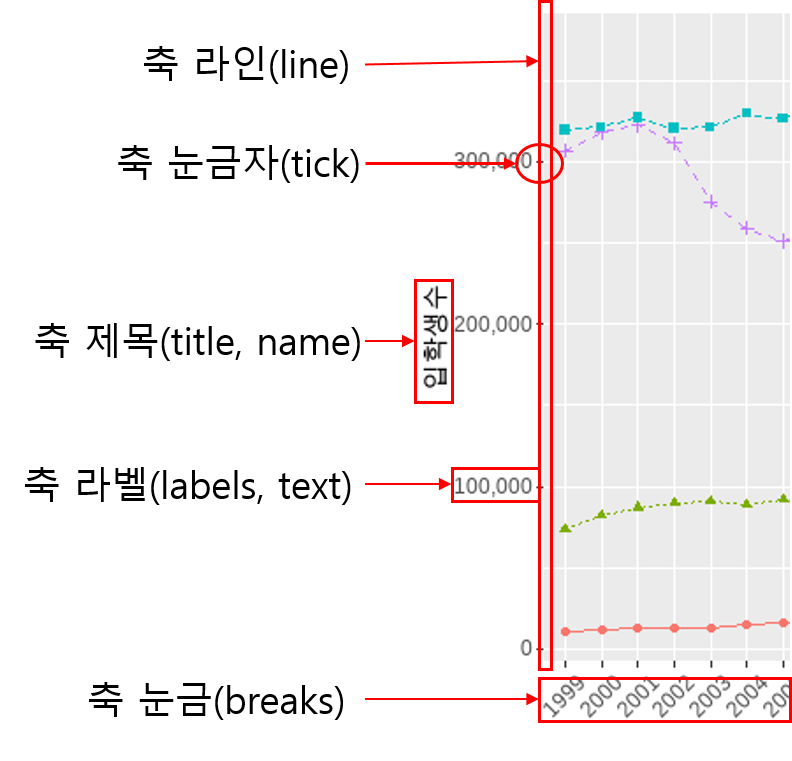 축 라인(line)
축 눈금자(tick)
300,000
축 제목(title, name)
입학생수
200,000
축 라벨(labels, text)
100,000
0
축 눈금(breaks)
1999
2000
2001
2002
2003
2004